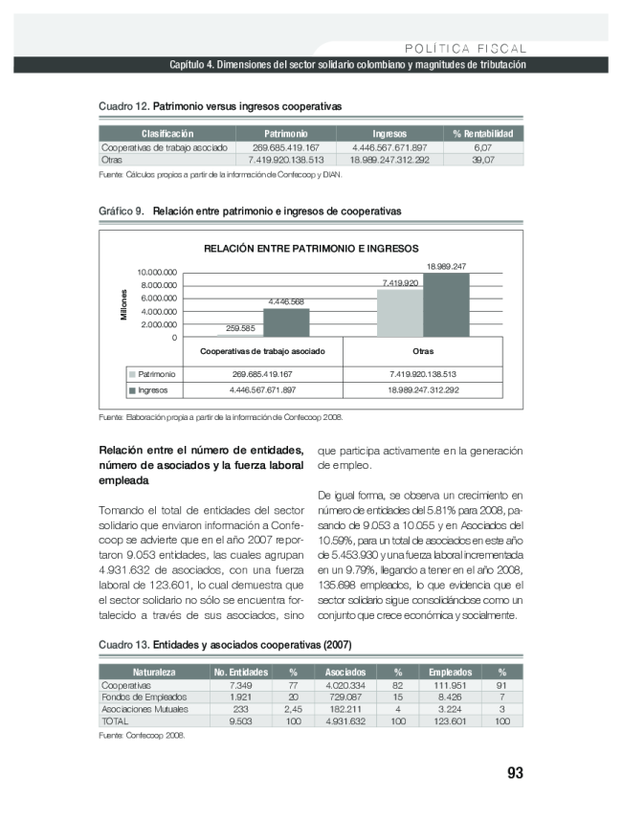 POLÍTICA FISCAL
Capítulo 4. Dimensiones del sector solidario colombiano y magnitudes de tributación
Cuadro 12. Patrimonio versus ingresos cooperativas
Clasificación Patrimonio Ingresos % Rentabilidad
Cooperativas de trabajo asociado 269.685.419.167 4.446.567.671.897 6,07
Otras 7.419.920.138.513 18.989.247.312.292 39,07
Fuente: Cálculos propios a partir de la información de Confecoop y DIAN.
Gráfico 9. Relación entre patrimonio e ingresos de cooperativas
RELACIÓN ENTRE PATRIMONIO E INGRESOS
Millones
10.000.000
8.000.000
6.000.000
4.000.000
2.000.000
0
259.585
4.446.568
7.419.920
18.989.247
Cooperativas de trabajo asociado Otras
Patrimonio 269.685.419.167 7.419.920.138.513
Ingresos 4.446.567.671.897 18.989.247.312.292
Fuente: Elaboración propia a partir de la información de Confecoop 2008.
Relación entre el número de entidades,
número de asociados y la fuerza laboral
empleada
Tomando el total de entidades del sector
solidario que enviaron información a Confe-
coop se advierte que en el año 2007 repor-
taron 9.053 entidades, las cuales agrupan
4.931.632 de asociados, con una fuerza
laboral de 123.601, lo cual demuestra que
el sector solidario no sólo se encuentra for-
talecido a través de sus asociados, sino
que participa activamente en la generación
de empleo.
De igual forma, se observa un crecimiento en
número de entidades del 5.81% para 2008, pa-
sando de 9.053 a 10.055 y en Asociados del
10.59%, para un total de asociados en este año
de 5.453.930 y una fuerza laboral incrementada
en un 9.79%, llegando a tener en el año 2008,
135.698 empleados, lo que evidencia que el
sector solidario sigue consolidándose como un
conjunto que crece económica y socialmente.
Cuadro 13. Entidades y asociados cooperativas (2007)
Naturaleza No. Entidades % Asociados % Empleados %
Cooperativas 7.349 77 4.020.334 82 111.951 91
Fondos de Empleados 1.921 20 729.087 15 8.426 7
Asociaciones Mutuales 233 2,45 182.211 4 3.224 3
TOTAL 9.503 100 4.931.632 100 123.601 100
Fuente: Confecoop 2008.
93